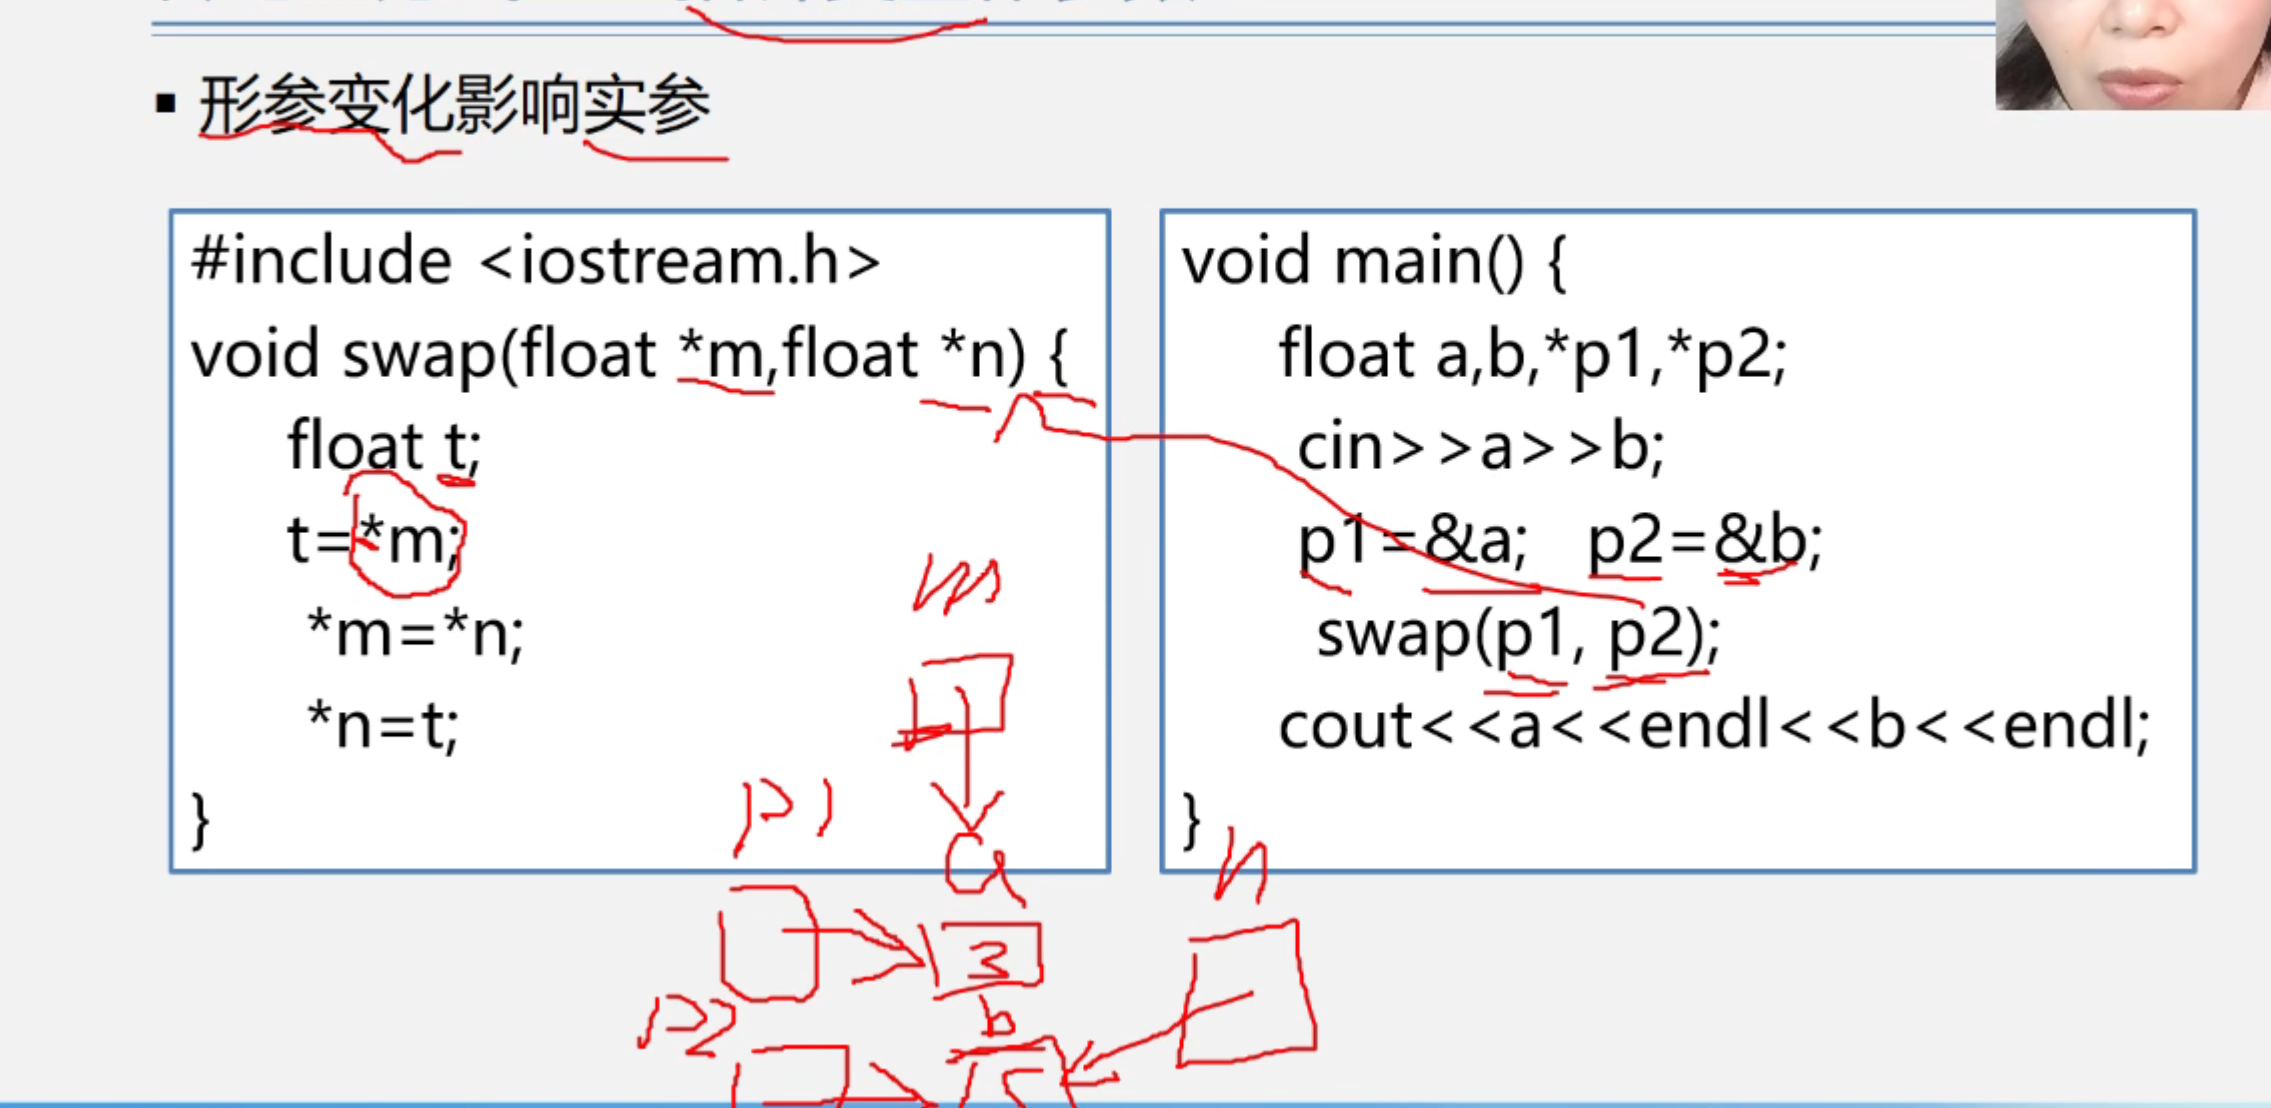 ▪ 形参变化影响实参
#include <iostream.h>
void swap(float *m,float *n) {
float t;
t=*m;
*m=*n;
*n=t;
}
void main() {
float a,b,*p1,*p2;
cin>>a>>b;
p1=&a; p2=&b;
swap(p1, p2);
cout<<a<<endl<<b<<endl;
}
m
p1
a
n
3
p2
b
5